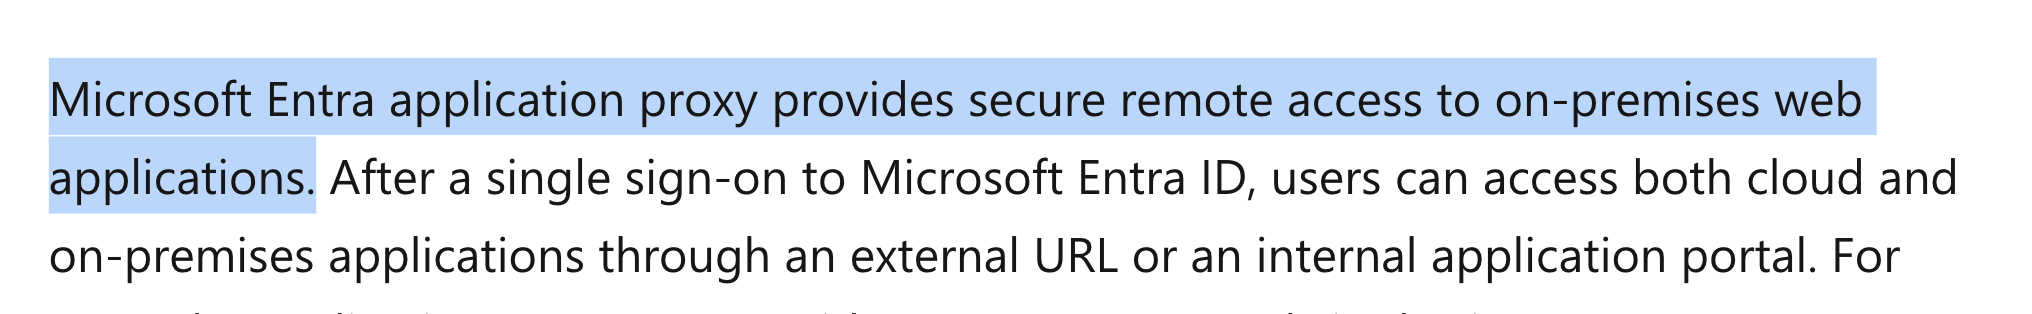 Microsoft Entra application proxy provides secure remote access to on-premises web
applications. After a single sign-on to Microsoft Entra ID, users can access both cloud and
on-premises applications through an external URL or an internal application portal. For